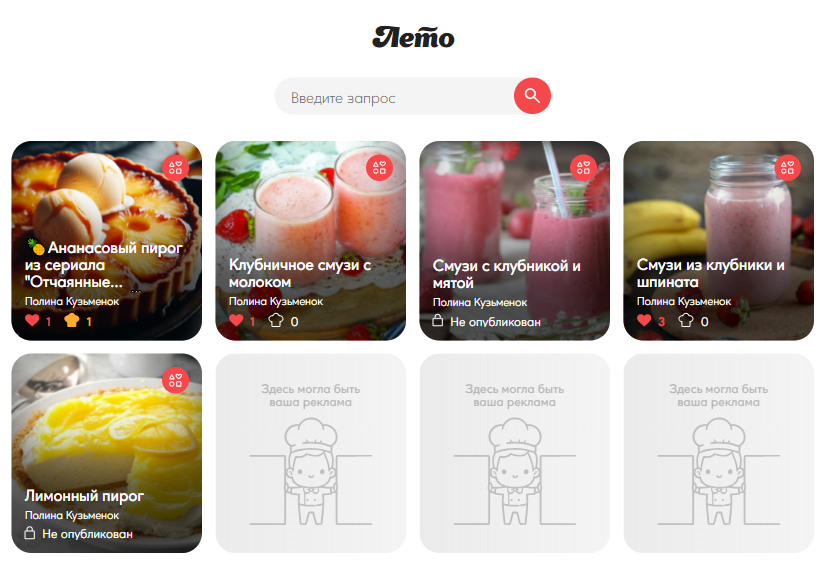 Лето
Введите запрос
🍍 Ананасовый пирог
из сериала
"Отчаянные... ...
Полина Кузьменок
1 1
Клубничное смузи с
молоком
Полина Кузьменок
1 0
Смузи с клубникой и
мятой
Полина Кузьменок
Не опубликован
Смузи из клубники и
шпината
Полина Кузьменок
3 0
Лимонный пирог
Полина Кузьменок
Не опубликован
Здесь могла быть
ваша реклама
Здесь могла быть
ваша реклама
Здесь могла быть
ваша реклама